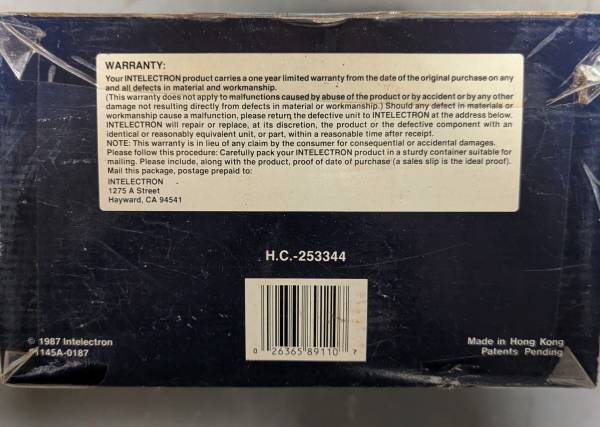 WARRANTY:
Your INTELECTRON product carries a one year limited warranty from the date of the original purchase on any
and all defects in material and workmanship.
(This warranty does not apply to malfunctions caused by abuse of the product or by accident or by any other
damage not resulting directly from defects in material or workmanship.) Should any defect in materials or
workmanship cause a malfunction, please return the defective unit to INTELECTRON at the address below.
INTELECTRON will repair or replace, at its discretion, the product or the defective component with an
identical or reasonably equivalent unit, or part, within a reasonable time after receipt.
NOTE: This warranty is in lieu of any claim by the consumer for consequential or accidental damages.
Please follow this procedure: Carefully pack your INTELECTRON product in a sturdy container suitable for
mailing. Please include, along with the product, proof of date of purchase (a sales slip is the ideal proof).
Mail this package, postage prepaid to:
INTELECTRON
1275 A Street
Hayward, CA 94541
H.C.-253344
0 26365 89110 7
© 1987 Intelectron
1145A-0187
Made in Hong Kong
Patents Pending